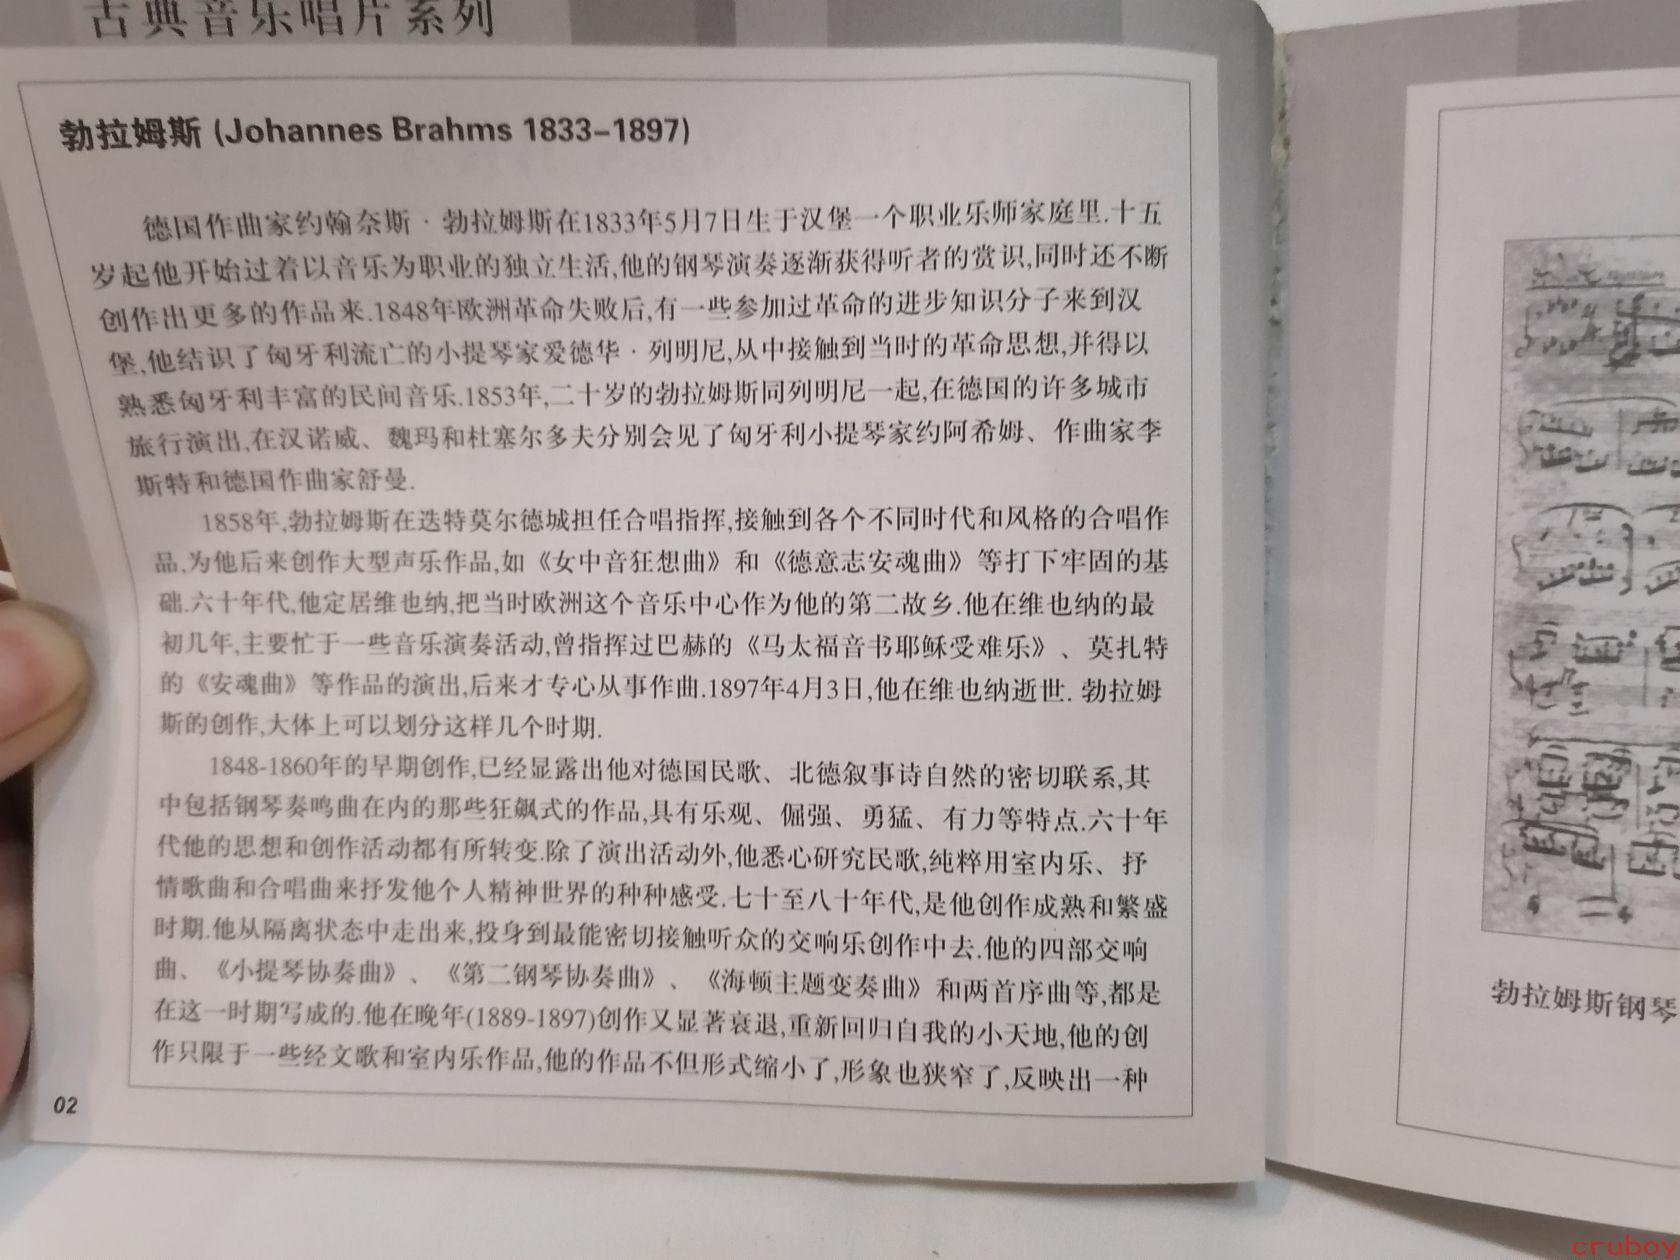 古典音乐唱片系列
勃拉姆斯 (Johannes Brahms 1833–1897)
德国作曲家约翰奈斯·勃拉姆斯在1833年5月7日生于汉堡一个职业乐师家庭里.十五
岁起他开始过着以音乐为职业的独立生活,他的钢琴演奏逐渐获得听者的赏识,同时还不断
创作出更多的作品来.1848年欧洲革命失败后,有一些参加过革命的进步知识分子来到汉
堡,他结识了匈牙利流亡的小提琴家爱德华·列明尼,从中接触到当时的革命思想,并得以
熟悉匈牙利丰富的民间音乐.1853年,二十岁的勃拉姆斯同列明尼一起,在德国的许多城市
旅行演出,在汉诺威、魏玛和杜塞尔多夫分别会见了匈牙利小提琴家约阿希姆、作曲家李
斯特和德国作曲家舒曼.
1858年,勃拉姆斯在迭特莫尔德城担任合唱指挥,接触到各个不同时代和风格的合唱作
品,为他后来创作大型声乐作品,如《女中音狂想曲》和《德意志安魂曲》等打下牢固的基
础.六十年代,他定居维也纳,把当时欧洲这个音乐中心作为他的第二故乡.他在维也纳的最
初几年,主要忙于一些音乐演奏活动,曾指挥过巴赫的《马太福音书耶稣受难乐》、莫扎特
的《安魂曲》等作品的演出,后来才专心从事作曲.1897年4月3日,他在维也纳逝世. 勃拉姆
斯的创作,大体上可以划分这样几个时期.
1848-1860年的早期创作,已经显露出他对德国民歌、北德叙事诗自然的密切联系,其
中包括钢琴奏鸣曲在内的那些狂飙式的作品,具有乐观、倔强、勇猛、有力等特点.六十年
代他的思想和创作活动都有所转变.除了演出活动外,他悉心研究民歌,纯粹用室内乐、抒
情歌曲和合唱曲来抒发他个人精神世界的种种感受.七十至八十年代,是他创作成熟和繁盛
时期.他从隔离状态中走出来,投身到最能密切接触听众的交响乐创作中去.他的四部交响
曲、《小提琴协奏曲》、《第二钢琴协奏曲》、《海顿主题变奏曲》和两首序曲等,都是
在这一时期写成的.他在晚年(1889-1897)创作又显著衰退,重新回归自我的小天地,他的创
作只限于一些经文歌和室内乐作品,他的作品不但形式缩小了,形象也狭窄了,反映出一种
02
勃拉姆斯钢琴
cruboy